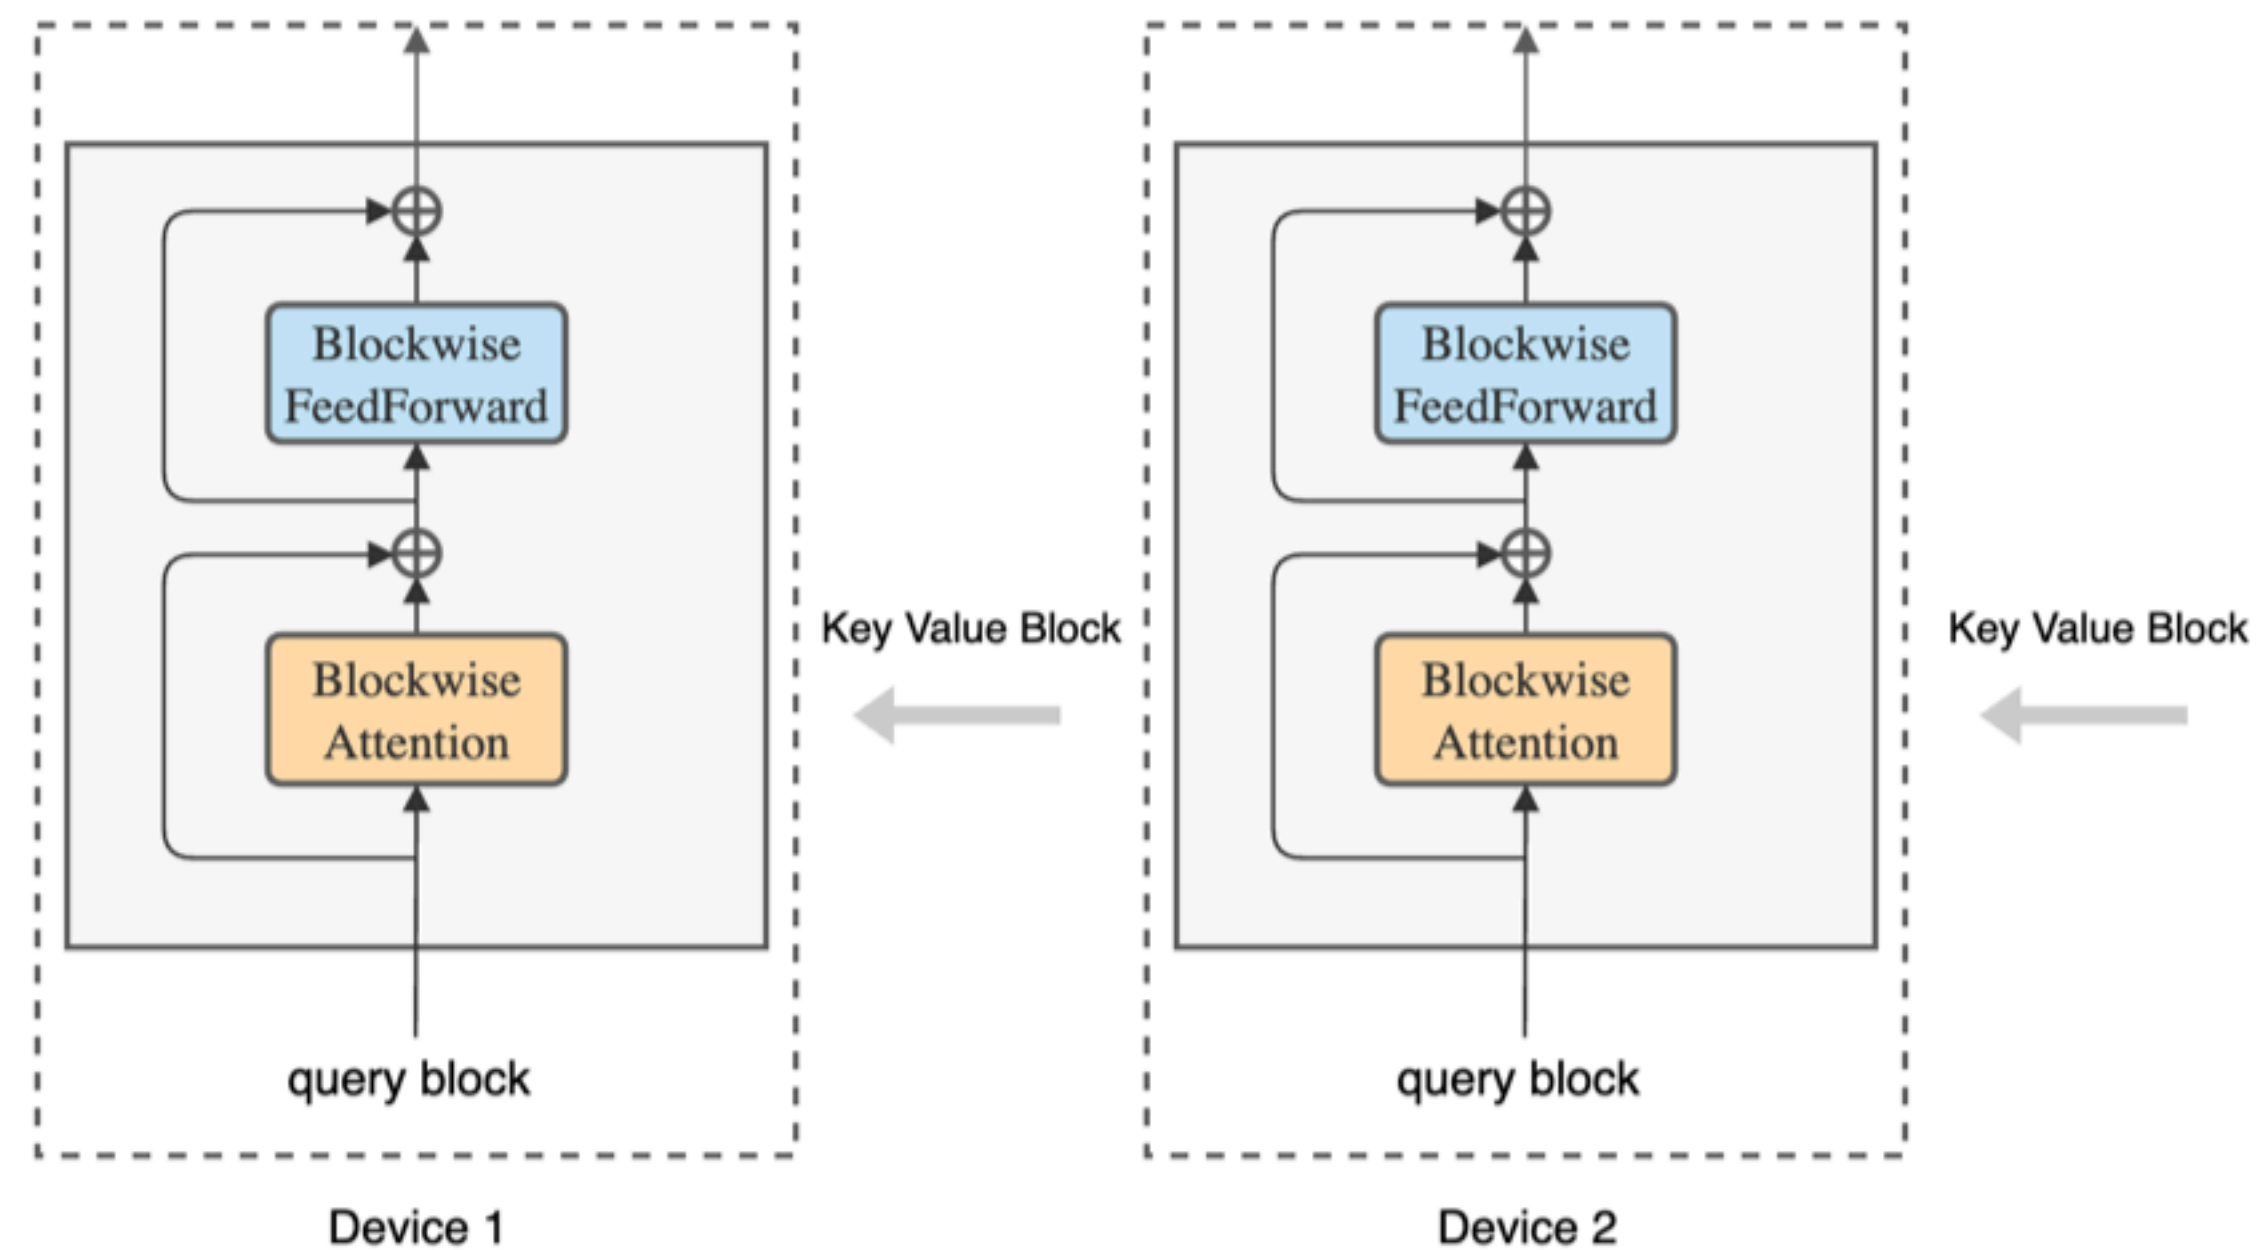 Blockwise
FeedForward
Blockwise
Attention
query block
Device 1
Key Value Block
Blockwise
FeedForward
Blockwise
Attention
query block
Device 2
Key Value Block